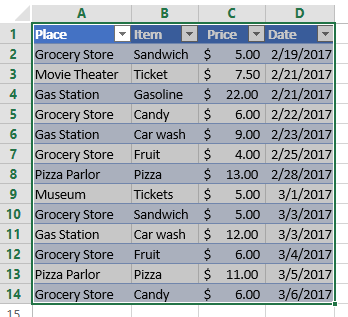 A B C D
1 Place Item Price Date
2 Grocery Store Sandwich $ 5.00 2/19/2017
3 Movie Theater Ticket $ 7.50 2/21/2017
4 Gas Station Gasoline $ 22.00 2/21/2017
5 Grocery Store Candy $ 6.00 2/22/2017
6 Gas Station Car wash $ 9.00 2/23/2017
7 Grocery Store Fruit $ 4.00 2/25/2017
8 Pizza Parlor Pizza $ 13.00 2/28/2017
9 Museum Tickets $ 5.00 3/1/2017
10 Grocery Store Sandwich $ 5.00 3/3/2017
11 Gas Station Car wash $ 12.00 3/3/2017
12 Grocery Store Fruit $ 6.00 3/4/2017
13 Pizza Parlor Pizza $ 11.00 3/5/2017
14 Grocery Store Candy $ 6.00 3/6/2017
15